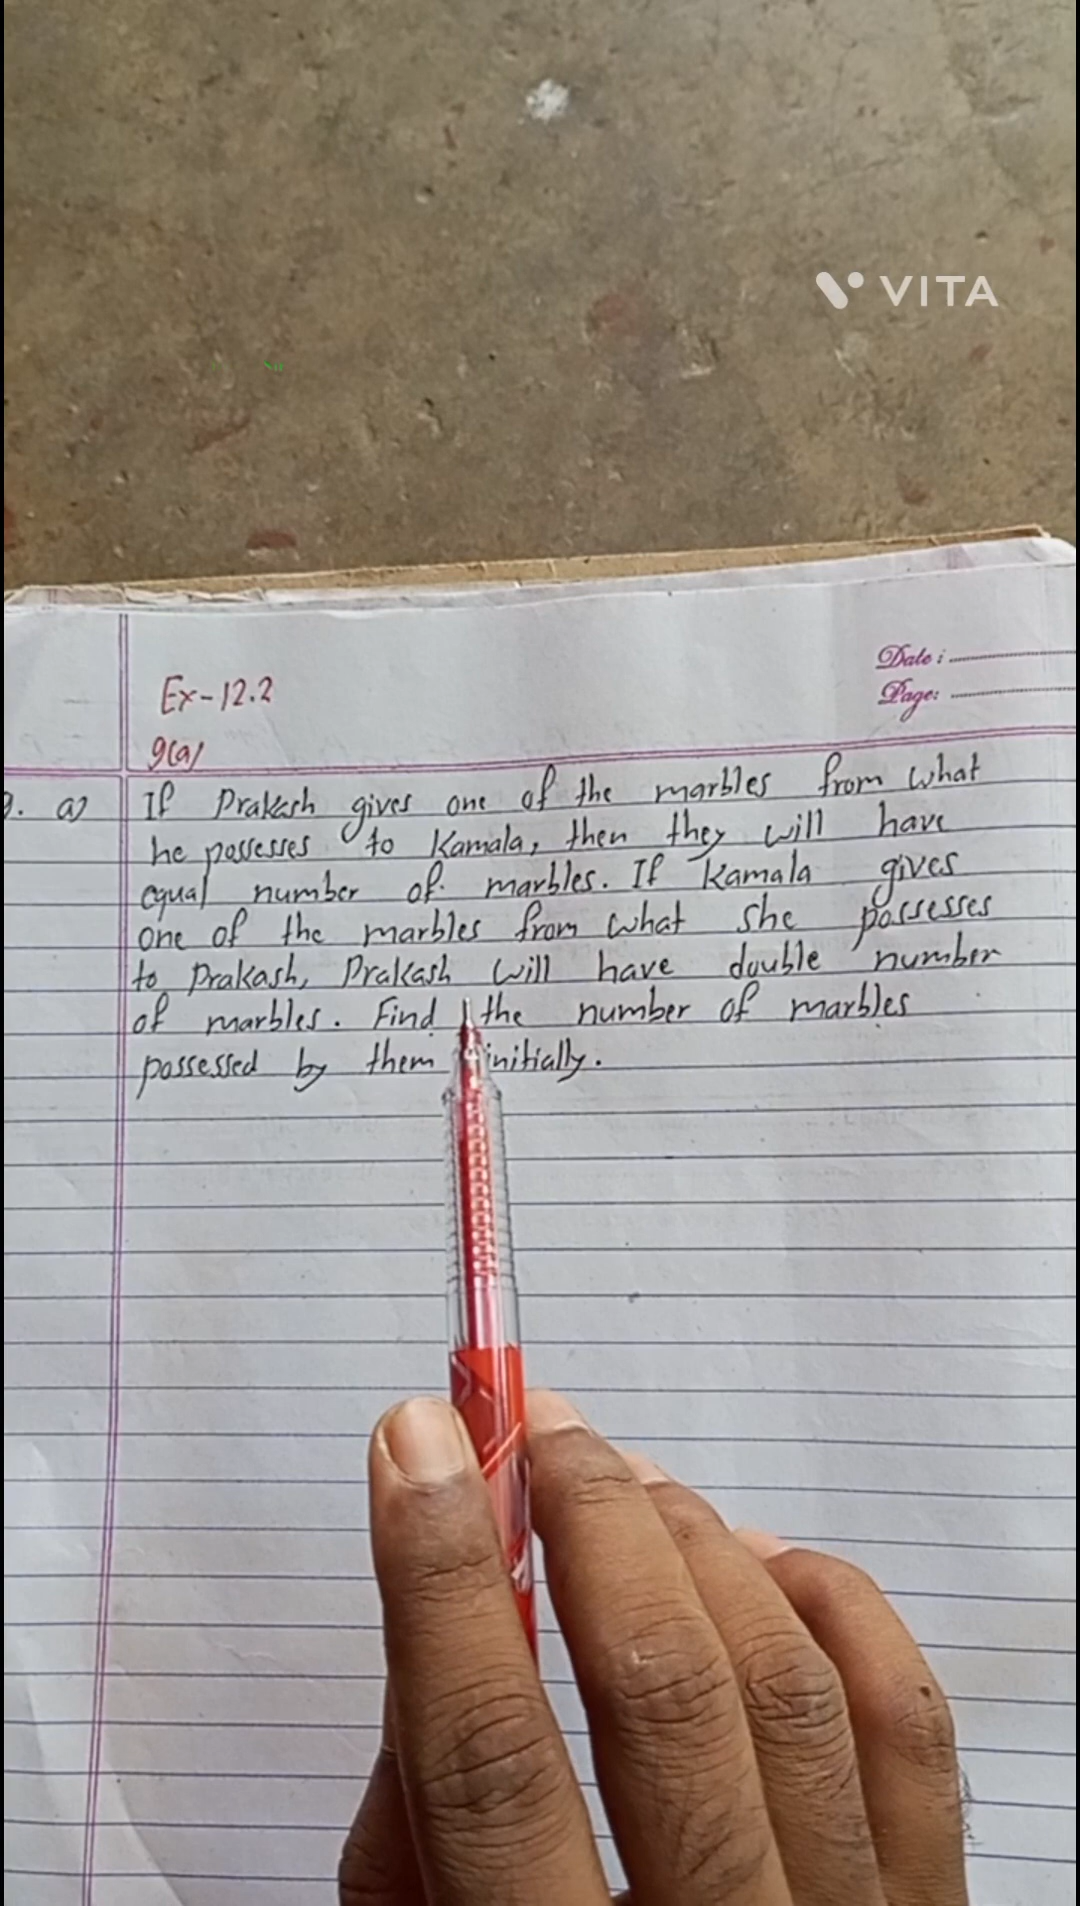 VITA
Date:
Page:
Ex-12.2
9(a)
a) If Prakash gives one of the marbles from what
he possesses to Kamala, then they will have
equal number of marbles. If Kamala gives
one of the marbles from what she possesses
to Prakash, Prakash will have double number
of marbles. Find the number of marbles
possessed by them initially.